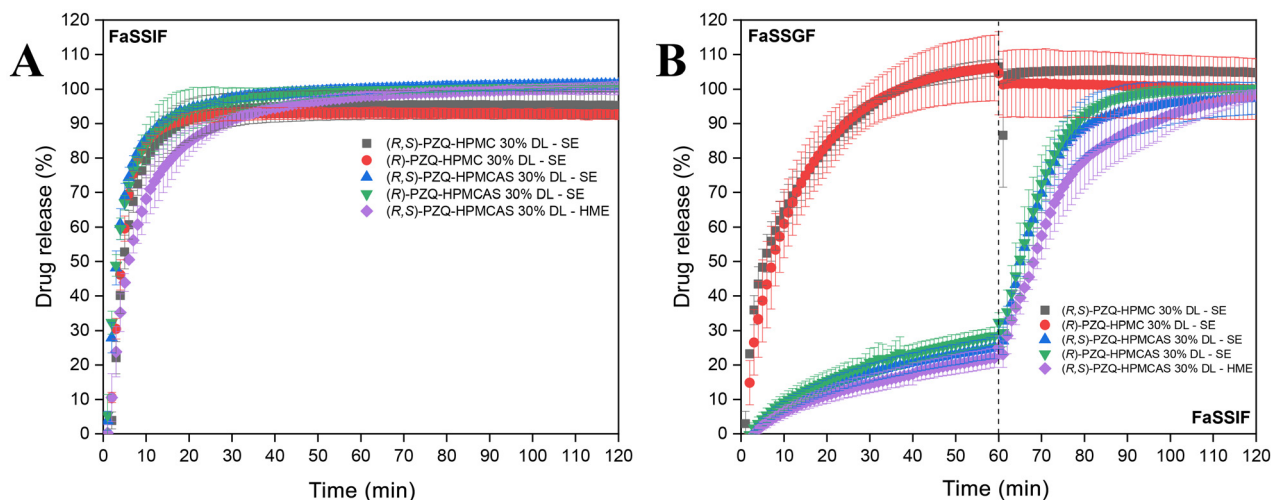 A
FaSSIF
Drug release (%)
120
110
100
90
80
70
60
50
40
30
20
10
0
(R,S)-PZQ-HPMC 30% DL - SE
(R)-PZQ-HPMC 30% DL - SE
(R,S)-PZQ-HPMCAS 30% DL - SE
(R)-PZQ-HPMCAS 30% DL - SE
(R,S)-PZQ-HPMCAS 30% DL - HME
0 10 20 30 40 50 60 70 80 90 100 110 120
Time (min)
B
FaSSGF
Drug release (%)
120
110
100
90
80
70
60
50
40
30
20
10
0
(R,S)-PZQ-HPMC 30% DL - SE
(R)-PZQ-HPMC 30% DL - SE
(R,S)-PZQ-HPMCAS 30% DL - SE
(R)-PZQ-HPMCAS 30% DL - SE
(R,S)-PZQ-HPMCAS 30% DL - HME
FaSSIF
0 10 20 30 40 50 60 70 80 90 100 110 120
Time (min)